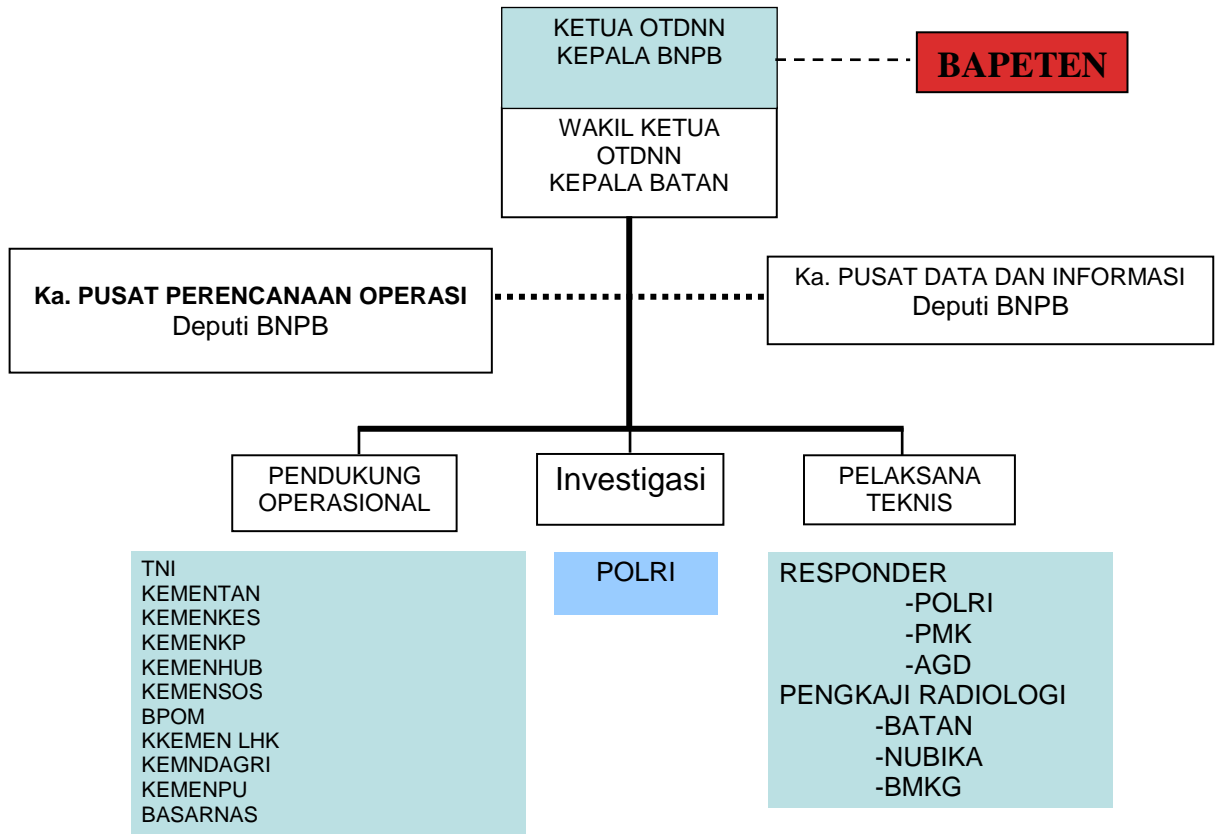 KETUA OTDNN
KEPALA BNPB
BAPETEN
WAKIL KETUA
OTDNN
KEPALA BATAN
Ka. PUSAT PERENCANAAN OPERASI
Deputi BNPB
Ka. PUSAT DATA DAN INFORMASI
Deputi BNPB
PENDUKUNG
OPERASIONAL
Investigasi
PELAKSANA
TEKNIS
TNI
KEMENTAN
KEMENKES
KEMENKP
KEMENHUB
KEMENSOS
BPOM
KKEMEN LHK
KEMNDAGRI
KEMENPU
BASARNAS
POLRI
RESPONDER
-POLRI
-PMK
-AGD
PENGKAJI RADIOLOGI
-BATAN
-NUBIKA
-BMKG